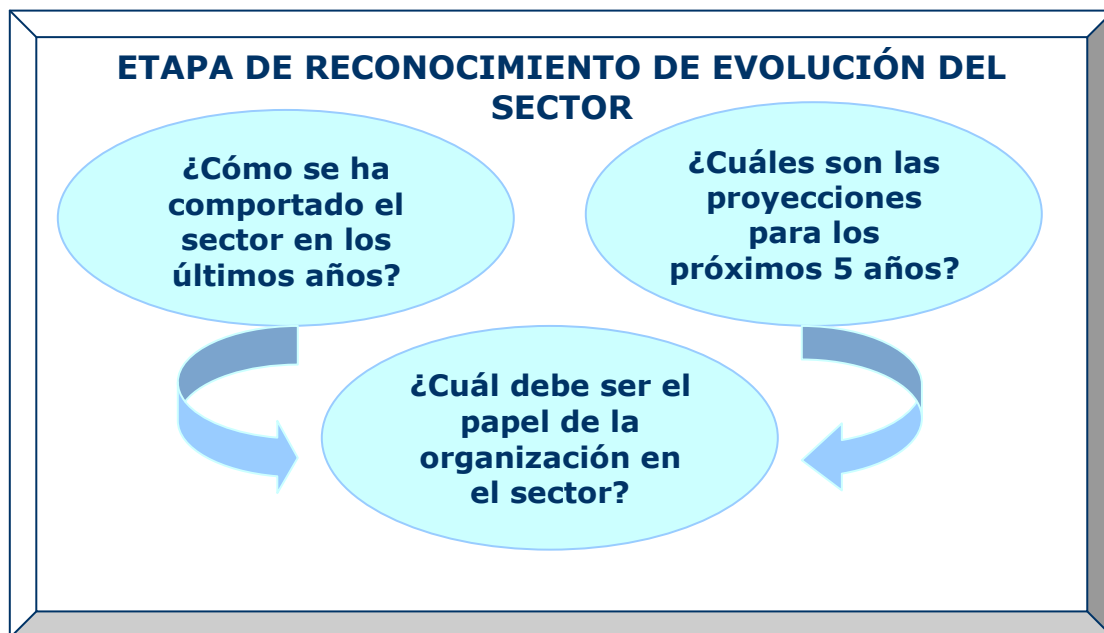 ETAPA DE RECONOCIMIENTO DE EVOLUCIÓN DEL
SECTOR
¿Cómo se ha
comportado el
sector en los
últimos años?
¿Cuáles son las
proyecciones
para los
próximos 5 años?
¿Cuál debe ser el
papel de la
organización en
el sector?